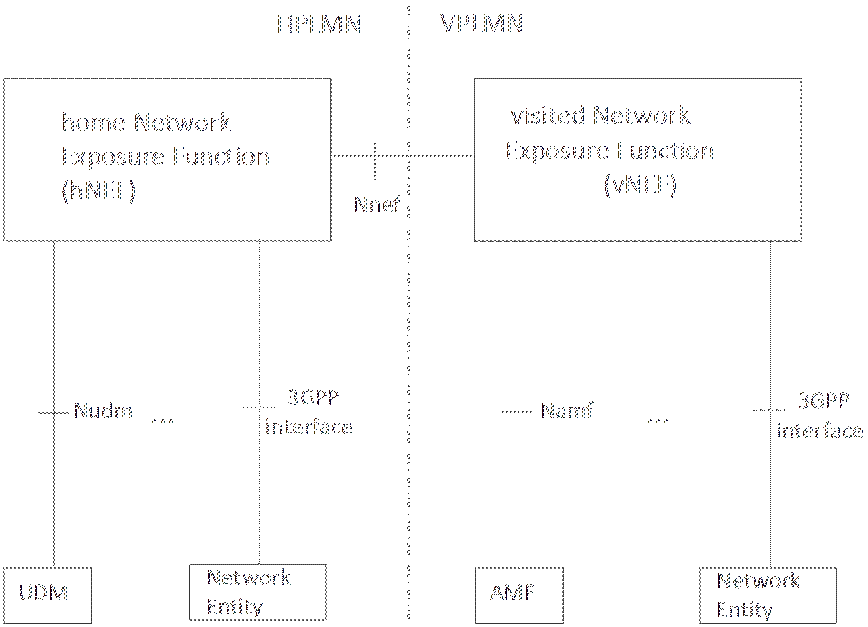 HPLMN
VPLMN
home Network
Exposure Function
(hNEF)
visited Network
Exposure Function
(vNEF)
Nnef
Nudm
...
3GPP
interface
Namf
...
3GPP
interface
UDM
Network
Entity
AMF
Network
Entity